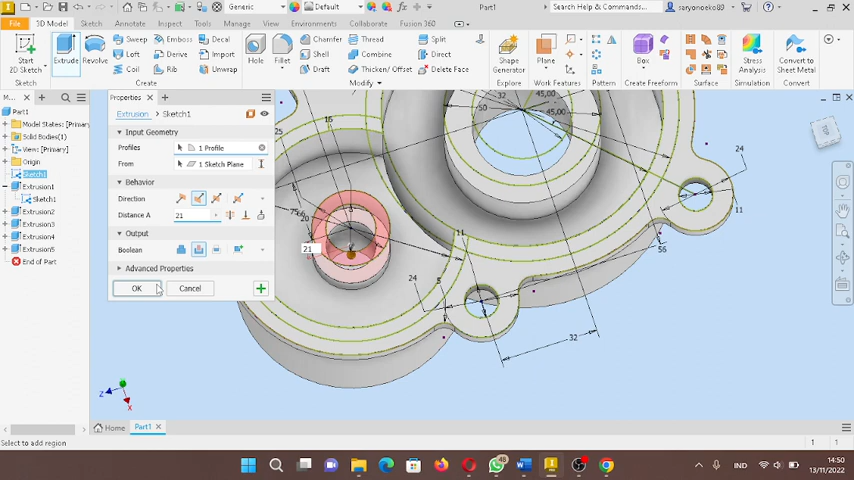 Generic
Default
Part1
Search Help & Commands...
saryonoeko89
File
3D Model
Sketch
Annotate
Inspect
Tools
Manage
View
Environments
Collaborate
Fusion 360
Start
2D Sketch
Extrude
Revolve
Sweep
Loft
Coil
Emboss
Derive
Rib
Decal
Import
Unwrap
Hole
Fillet
Chamfer
Shell
Draft
Thread
Combine
Thicken/ Offset
Split
Direct
Delete Face
Shape
Generator
Plane
Box
Stress
Analysis
Convert to
Sheet Metal
Sketch
Create
Modify
Explore
Work Features
Pattern
Create Freeform
Surface
Simulation
Convert
Part1
Model States: [Primary]
Solid Bodies(1)
View: [Primary]
Origin
Sketch1
Extrusion1
Sketch1
Extrusion2
Extrusion3
Extrusion4
Extrusion5
End of Part
Properties
Extrusion > Sketch1
Input Geometry
Profiles
1 Profile
From
1 Sketch Plane
Behavior
Direction
Distance A
21
Output
Boolean
Advanced Properties
OK
Cancel
32
50
45,00
45,00
16
25
24
11
20
21
11
56
24
5
32
Z
X
Home
Part1
Select to add region
1
1
48
IND
14:50
13/11/2022